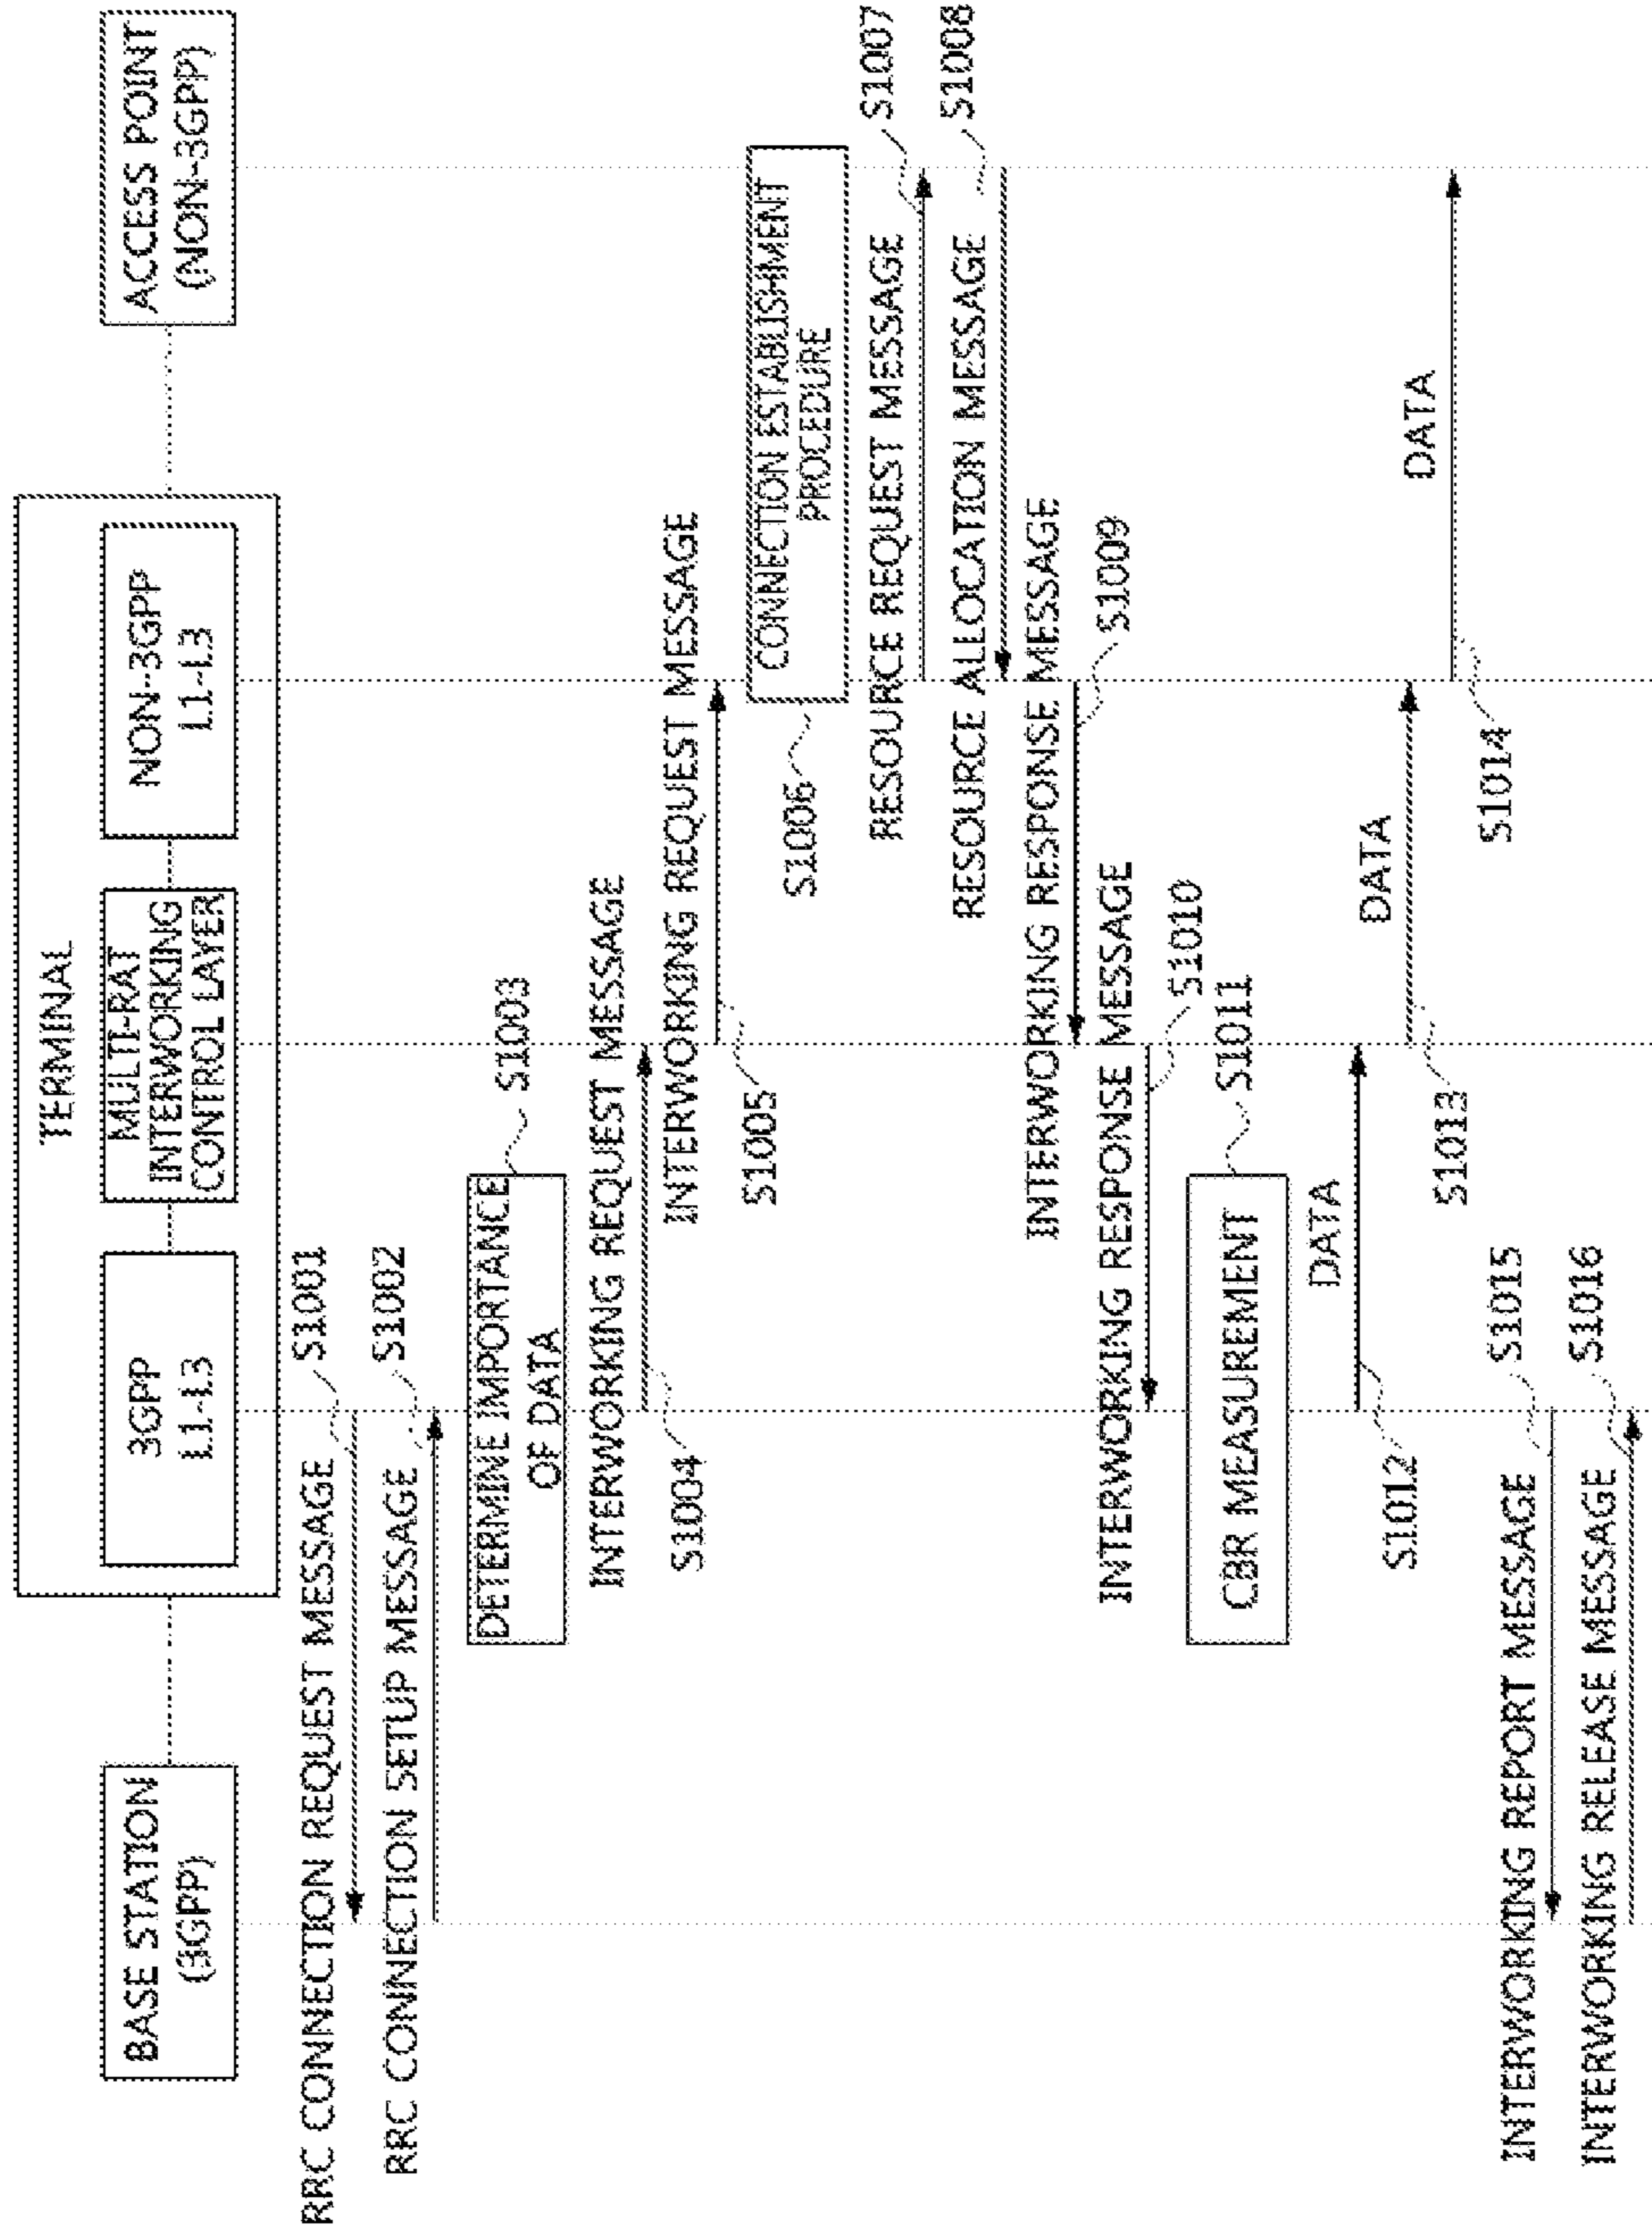 TERMINAL
BASE STATION
(3GPP)
3GPP
L1-L3
MULTI-RAT
INTERWORKING
CONTROL LAYER
NON-3GPP
L1-L3
ACCESS POINT
(NON-3GPP)
RRC CONNECTION REQUEST MESSAGE
S1001
RRC CONNECTION SETUP MESSAGE
S1002
DETERMINE IMPORTANCE
OF DATA
S1003
INTERWORKING REQUEST MESSAGE
S1004
INTERWORKING REQUEST MESSAGE
S1005
CONNECTION ESTABLISHMENT
PROCEDURE
S1006
RESOURCE REQUEST MESSAGE
S1007
RESOURCE ALLOCATION MESSAGE
S1008
INTERWORKING RESPONSE MESSAGE
S1009
INTERWORKING RESPONSE MESSAGE
S1010
CBR MEASUREMENT
S1011
DATA
S1012
DATA
S1013
DATA
S1014
INTERWORKING REPORT MESSAGE
S1015
INTERWORKING RELEASE MESSAGE
S1016